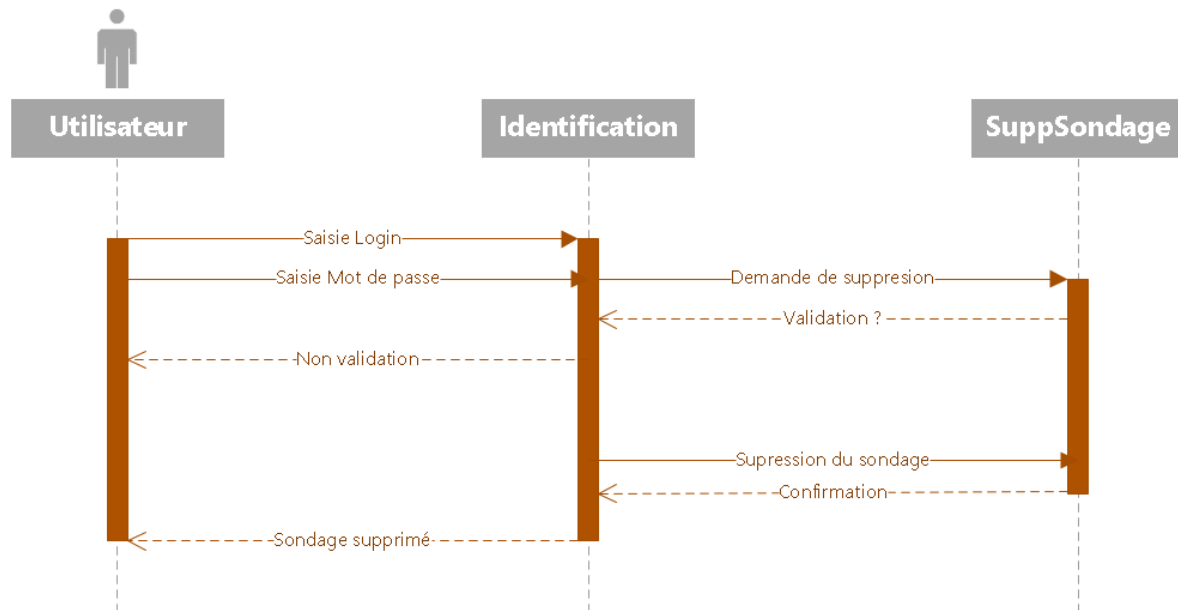 Utilisateur
Identification
SuppSondage
Saisie Login
Saisie Mot de passe
Demande de suppresion
Validation ?
Non validation
Supression du sondage
Confirmation
Sondage supprimé